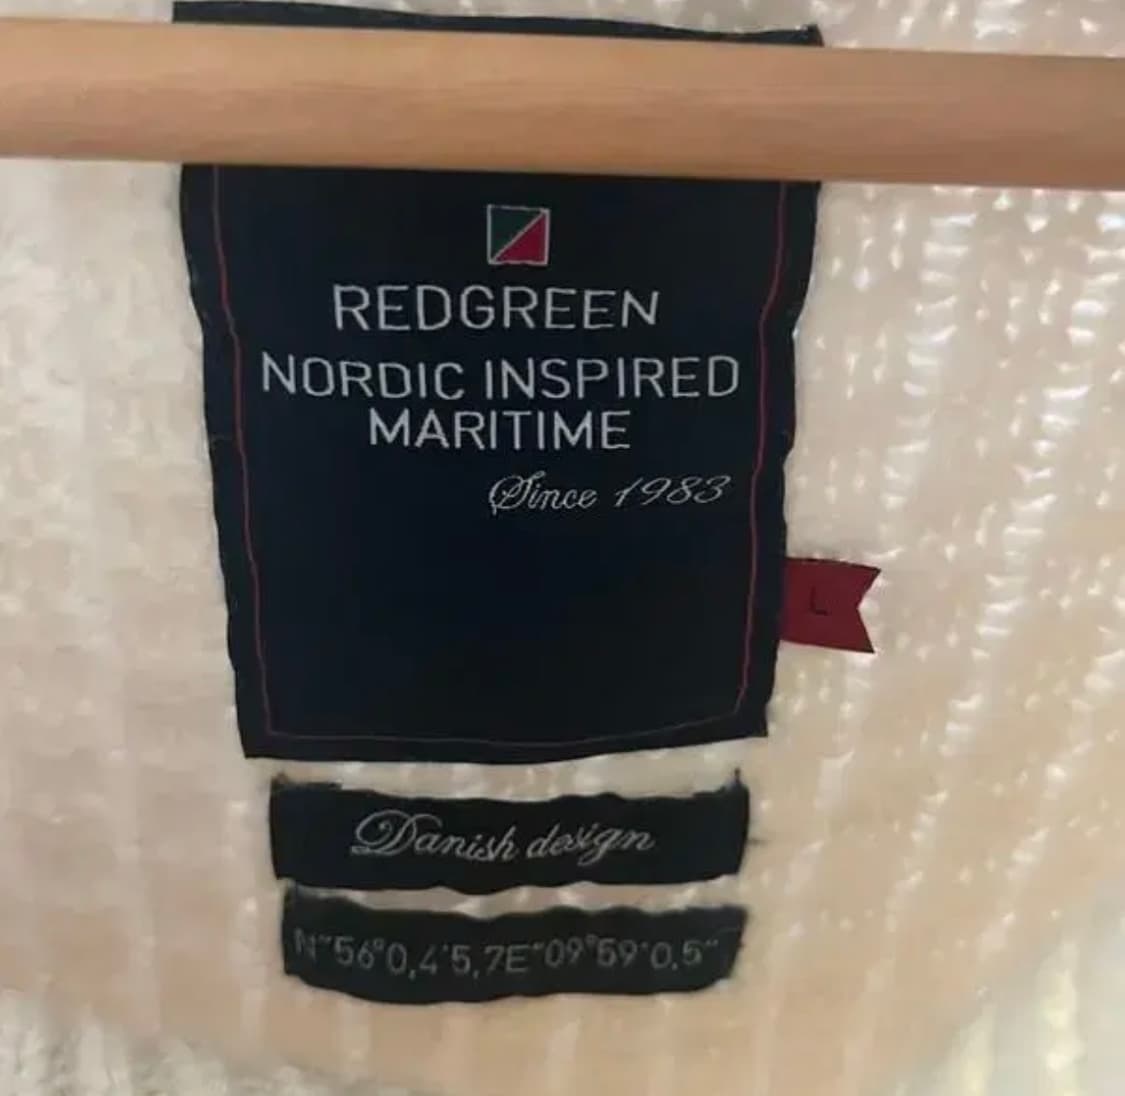 REDGREEN
NORDIC INSPIRED
MARITIME
Since 1983
L
Danish design
N"56°0,4'5,7E"09°59'0,5"